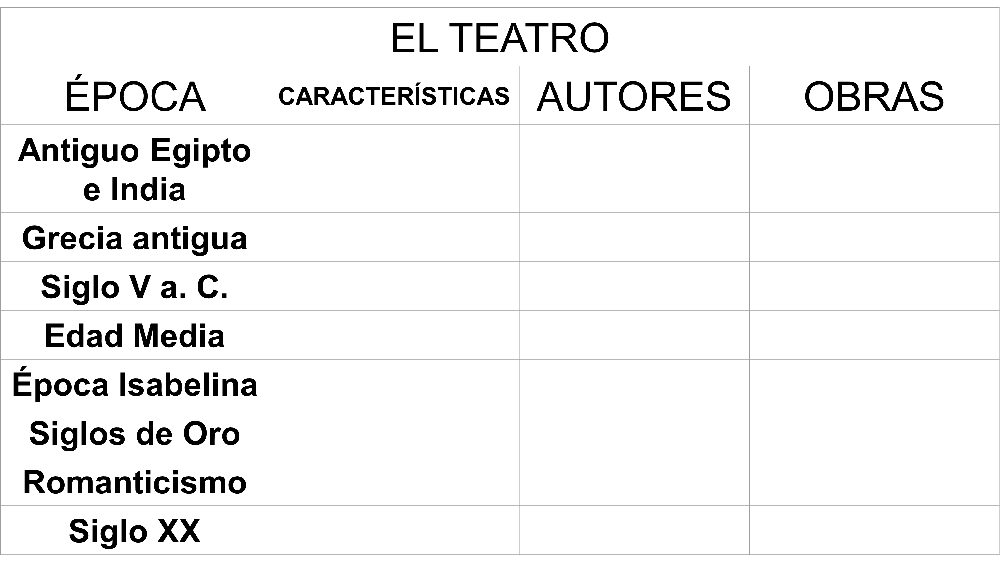 EL TEATRO
ÉPOCA
CARACTERÍSTICAS
AUTORES
OBRAS
Antiguo Egipto
e India
Grecia antigua
Siglo V a. C.
Edad Media
Época Isabelina
Siglos de Oro
Romanticismo
Siglo XX